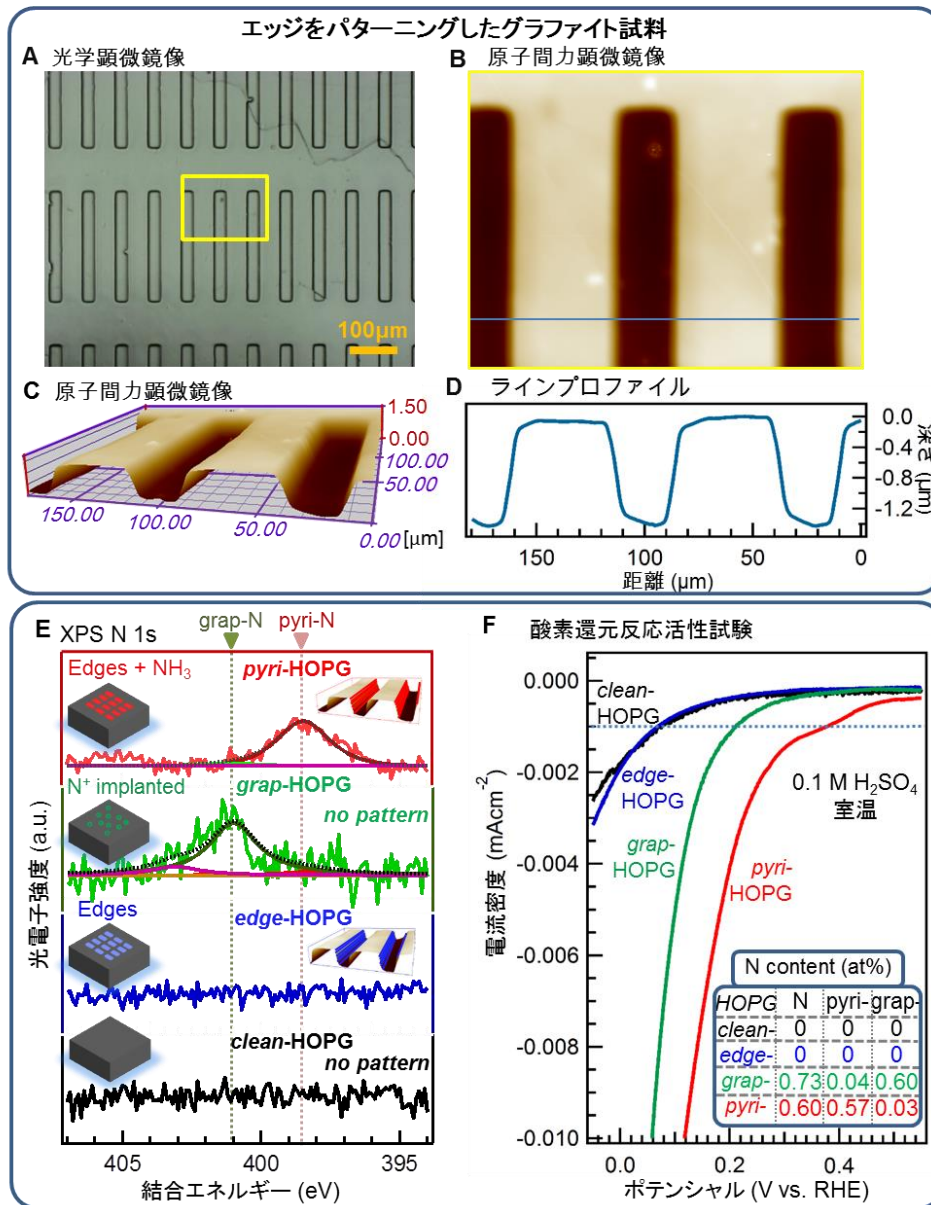 エッジをパターニングしたグラファイト試料
A 光学顕微鏡像
100μm
B 原子間力顕微鏡像
C 原子間力顕微鏡像
1.50
0.00
100.00
50.00
150.00
100.00
50.00
0.00 [μm]
D ラインプロファイル
0.0
-0.4
-0.8
-1.2
深さ (μm)
150
100
50
0
距離 (μm)
E XPS N 1s
grap-N
pyri-N
Edges + NH3
pyri-HOPG
N+ implanted
grap-HOPG
no pattern
Edges
edge-HOPG
clean-HOPG
no pattern
光電子強度 (a.u.)
405
400
395
結合エネルギー (eV)
F 酸素還元反応活性試験
0.000
-0.002
-0.004
-0.006
-0.008
-0.010
電流密度 (mAcm-2)
clean-
HOPG
edge-
HOPG
grap-
HOPG
pyri-
HOPG
0.1 M H2SO4
室温
N content (at%)
HOPG N pyri- grap-
clean- 0 0 0
edge- 0 0 0
grap- 0.73 0.04 0.60
pyri- 0.60 0.57 0.03
0.0
0.2
0.4
ポテンシャル (V vs. RHE)